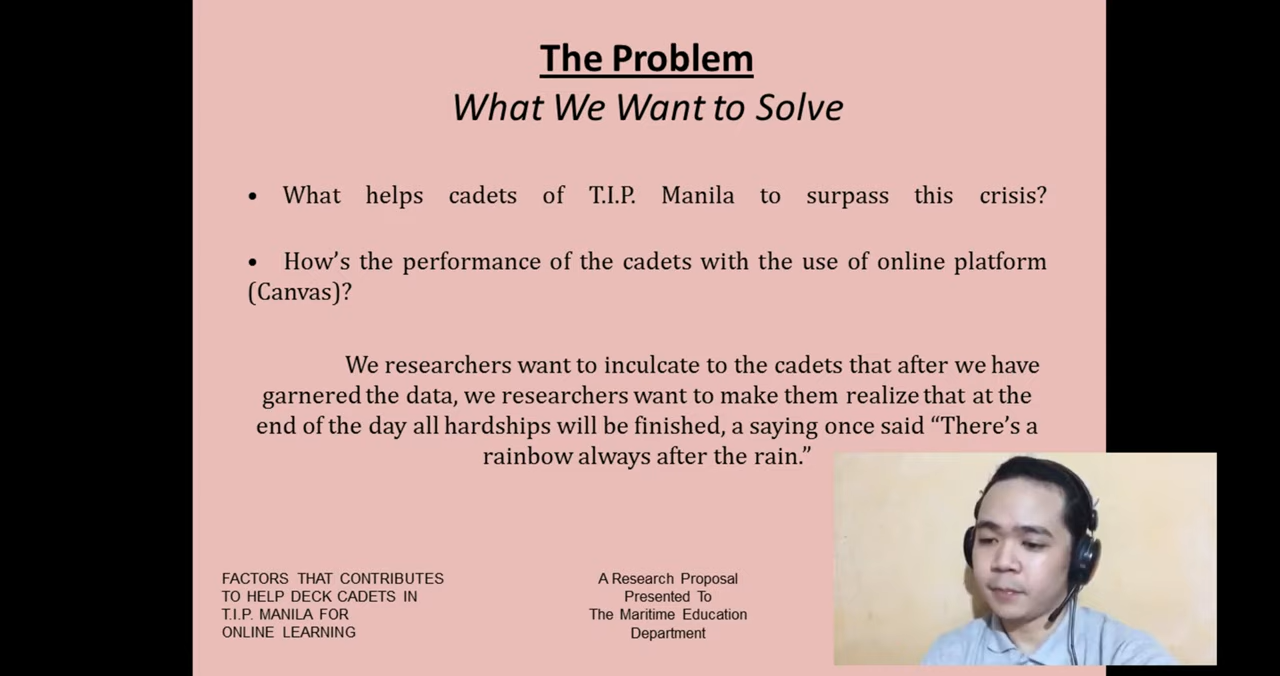 The Problem
What We Want to Solve
• What helps cadets of T.I.P. Manila to surpass this crisis?
• How’s the performance of the cadets with the use of online platform
(Canvas)?
We researchers want to inculcate to the cadets that after we have
garnered the data, we researchers want to make them realize that at the
end of the day all hardships will be finished, a saying once said “There’s a
rainbow always after the rain.”
FACTORS THAT CONTRIBUTES
TO HELP DECK CADETS IN
T.I.P. MANILA FOR
ONLINE LEARNING
A Research Proposal
Presented To
The Maritime Education
Department